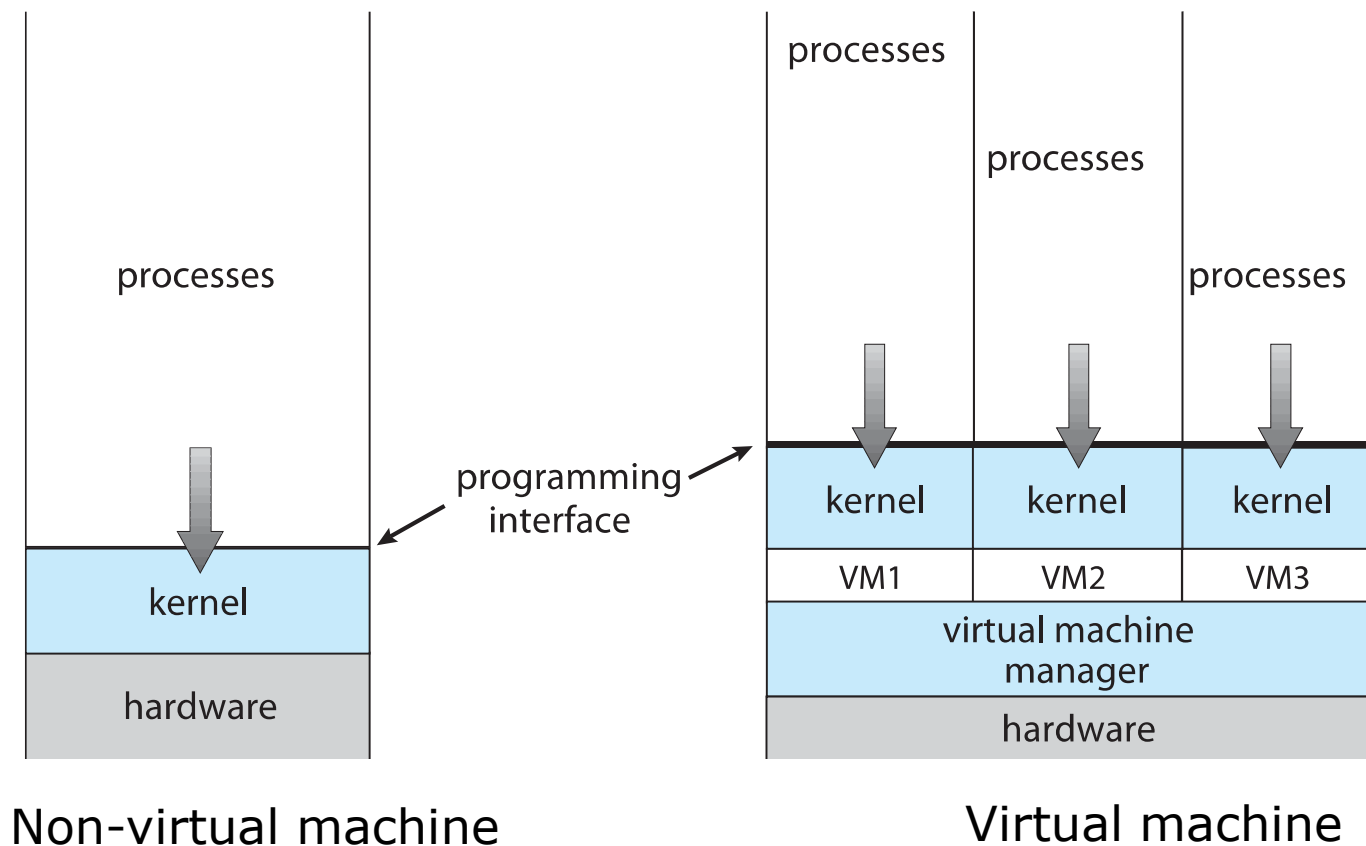 processes
kernel
hardware
Non-virtual machine
programming
interface
processes
processes
processes
kernel
kernel
kernel
VM1
VM2
VM3
virtual machine
manager
hardware
Virtual machine